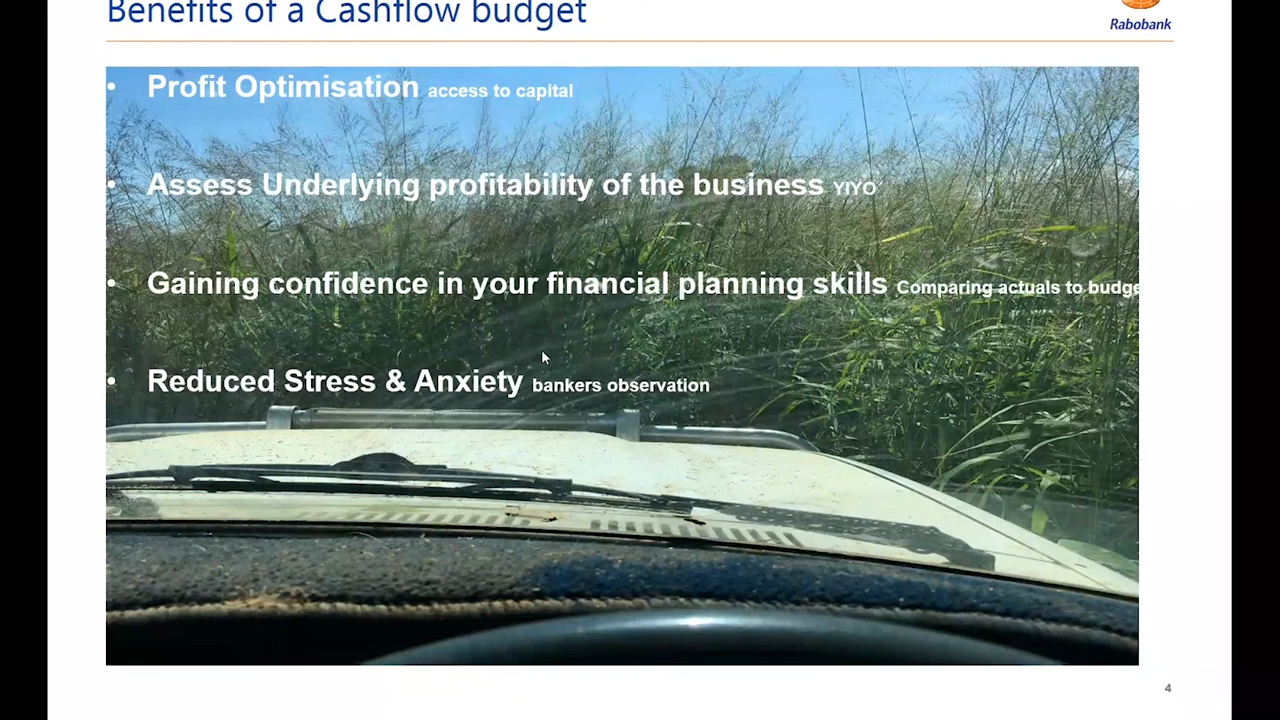 Benefits of a Cashflow budget
Rabobank
• Profit Optimisation access to capital
• Assess Underlying profitability of the business YIYO
• Gaining confidence in your financial planning skills Comparing actuals to budge
• Reduced Stress & Anxiety bankers observation
4